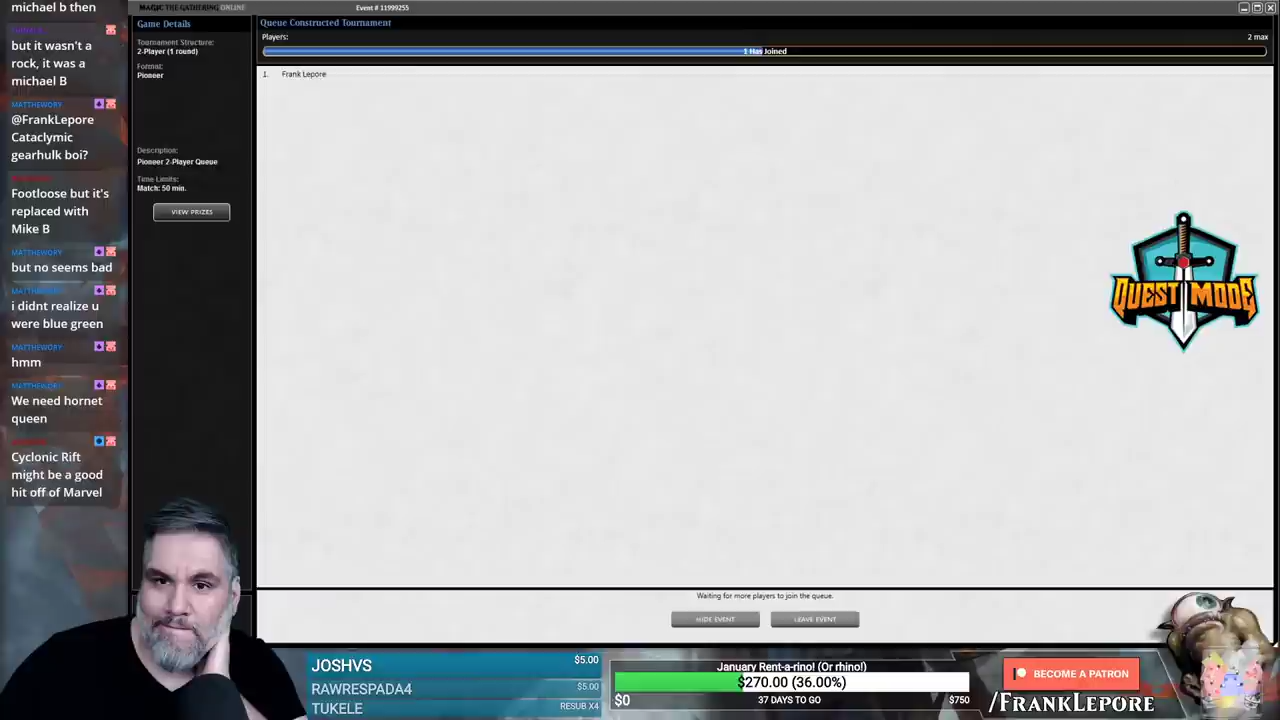 michael b then
but it wasn't a
rock, it was a
michael B
MATTHEWORY
@FrankLepore
Cataclymic
gearhulk boi?
Footloose but it's
replaced with
Mike B
MATTHEWORY
but no seems bad
MATTHEWORY
i didnt realize u
were blue green
MATTHEWORY
hmm
MATTHEWORY
We need hornet
queen
Cyclonic Rift
might be a good
hit off of Marvel
MAGIC THE GATHERING ONLINE
Event # 11999255
Game Details
Tournament Structure:
2-Player (1 round)
Format:
Pioneer
Description:
Pioneer 2-Player Queue
Time Limits:
Match: 50 min.
VIEW PRIZES
Queue Constructed Tournament
Players:
2 max
1 Has Joined
1. Frank Lepore
QUEST MODE
Waiting for more players to join the queue.
HIDE EVENT
LEAVE EVENT
JOSHVS $5.00
RAWRESPADA4 $5.00
TUKELE RESUB X4
January Rent-a-rino! (Or rhino!)
$270.00 (36.00%)
$0 37 DAYS TO GO $750
BECOME A PATRON
/FRANKLEPORE